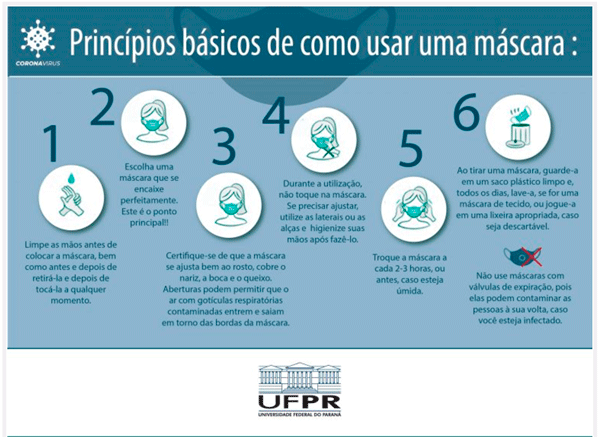 Princípios básicos de como usar uma máscara :
CORONAVÍRUS
1
Limpe as mãos antes de
colocar a máscara, bem
como antes e depois de
retirá-la e depois de
tocá-la a qualquer
momento.
2
Escolha uma
máscara que se
encaixe
perfeitamente.
Este é o ponto
principal!!
3
Certifique-se de que a máscara
se ajusta bem ao rosto, cobre o
nariz, a boca e o queixo.
Aberturas podem permitir que o
ar com gotículas respiratórias
contaminadas entrem e saiam
em torno das bordas da máscara.
4
Durante a utilização,
não toque na máscara.
Se precisar ajustar,
utilize as laterais ou as
alças e higienize suas
mãos após fazê-lo.
5
Troque a máscara a
cada 2-3 horas, ou
antes, caso esteja
úmida.
6
Ao tirar uma máscara, guarde-a
em um saco plástico limpo e,
todos os dias, lave-a, se for uma
máscara de tecido, ou jogue-a
em uma lixeira apropriada, caso
seja descartável.
Não use máscaras com
válvulas de expiração, pois
elas podem contaminar as
pessoas à sua volta, caso
você esteja infectado.
UFPR
UNIVERSIDADE FEDERAL DO PARANÁ